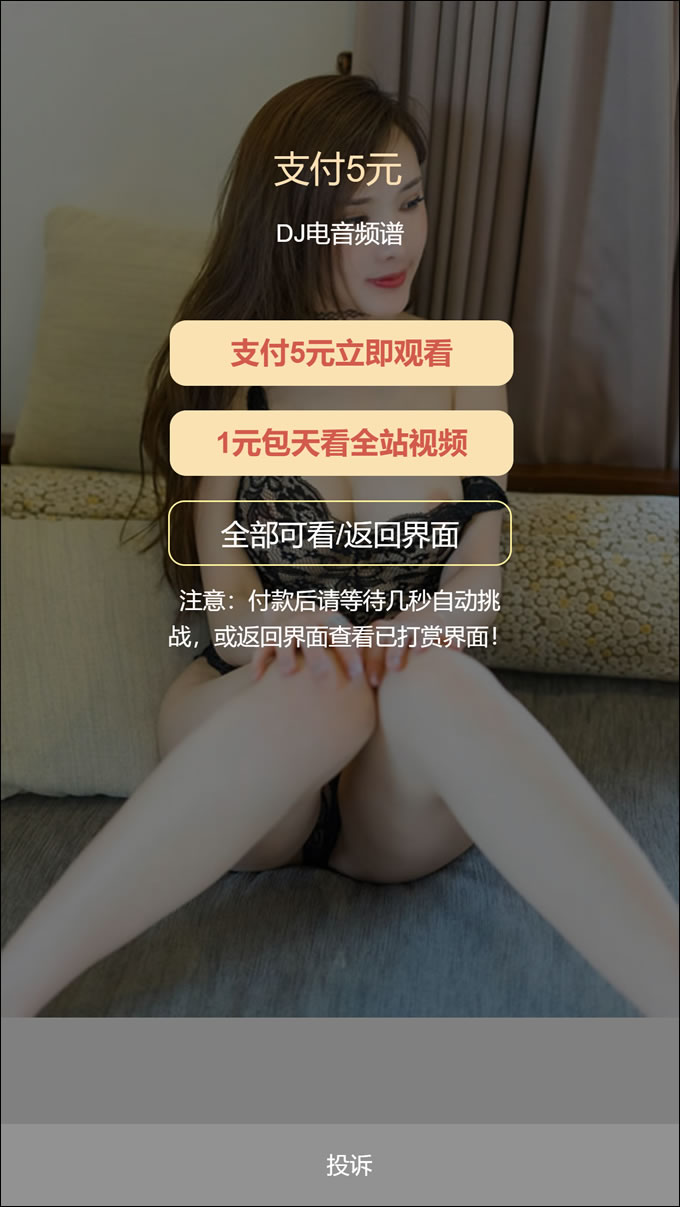 支付5元
DJ电音频谱
支付5元立即观看
1元包天看全站视频
全部可看/返回界面
注意：付款后请等待几秒自动挑
战，或返回界面查看已打赏界面！
投诉